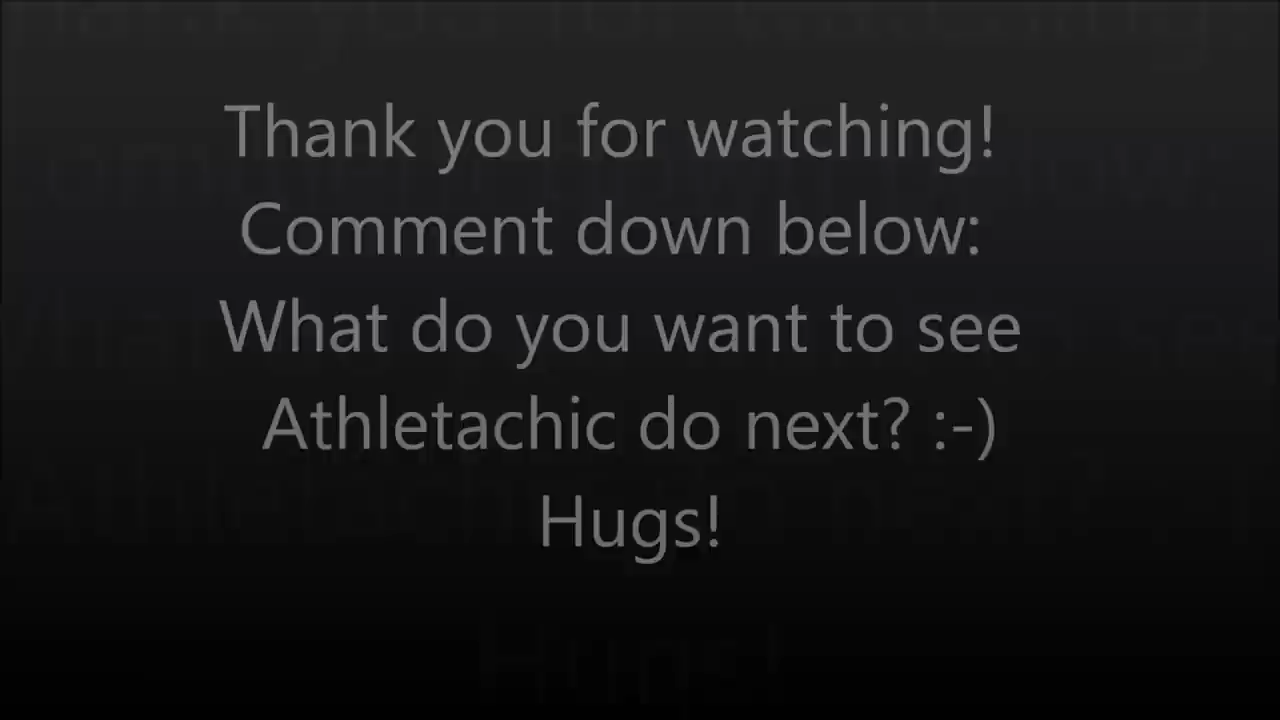 Thank you for watching!
Comment down below:
What do you want to see
Athletachic do next? :-)
Hugs!